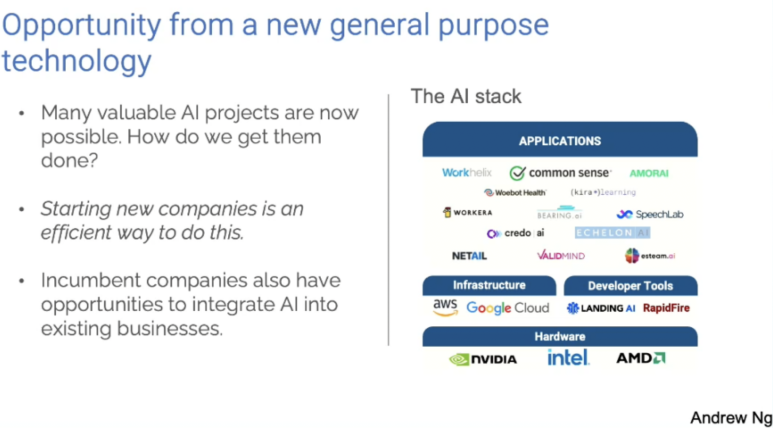 Opportunity from a new general purpose
technology
• Many valuable AI projects are now
possible. How do we get them
done?
• Starting new companies is an
efficient way to do this.
• Incumbent companies also have
opportunities to integrate AI into
existing businesses.
The AI stack
APPLICATIONS
Workhelix common sense AMORAI
Woebot Health (kira•)learning
WORKERA BEARING.ai SpeechLab
credo ai ECHELON AI
NETAIL VALIDMIND esteam.ai
Infrastructure Developer Tools
aws Google Cloud LANDING AI RapidFire
Hardware
NVIDIA intel. AMD
Andrew Ng